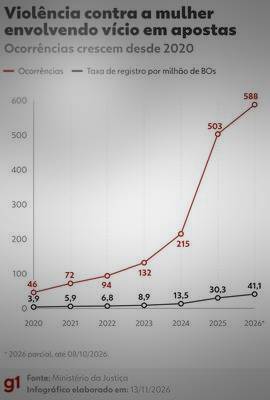 Violência contra a mulher
envolvendo vício em apostas
Ocorrências crescem desde 2020
Ocorrências Taxa de registro por milhão de BOs
600
500
400
300
200
100
0
46 72 94 132 215 503 588
3,9 5,9 6,8 8,9 13,5 30,3 41,1
2020 2021 2022 2023 2024 2025 2026*
* 2026 parcial, até 08/10/2026.
g1
Fonte: Ministério da Justiça
Infográfico elaborado em: 13/11/2026